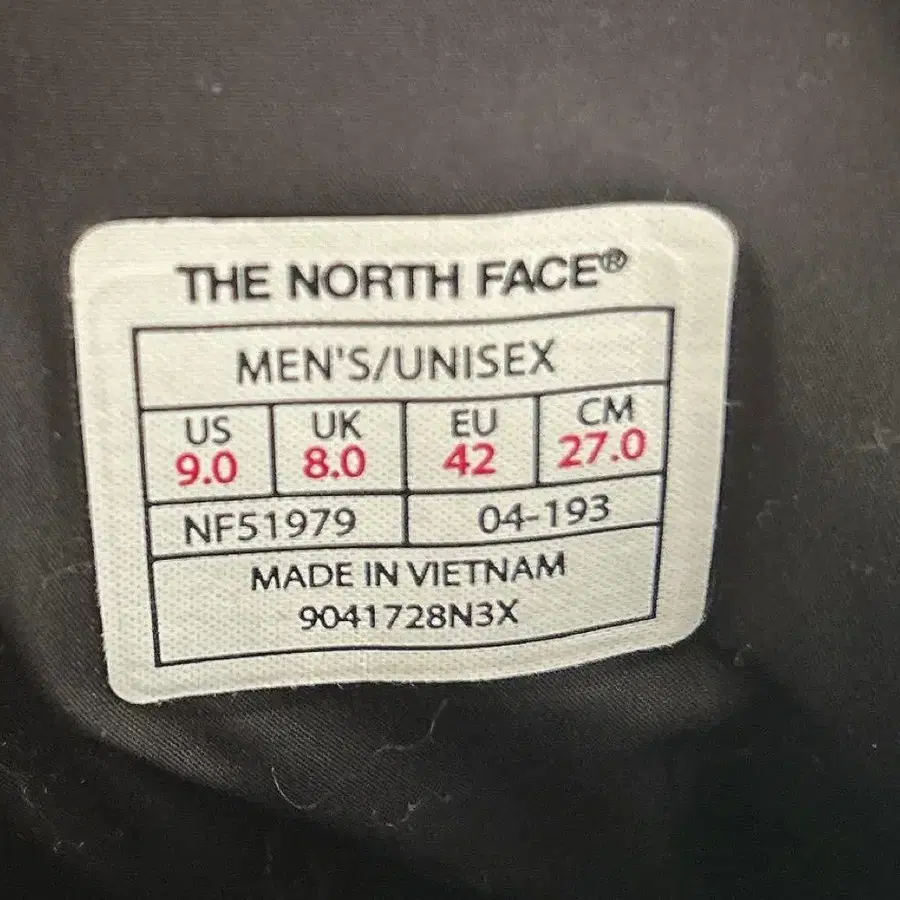 THE NORTH FACE®
MEN'S/UNISEX
US UK EU CM
9.0 8.0 42 27.0
NF51979 04-193
MADE IN VIETNAM
9041728N3X